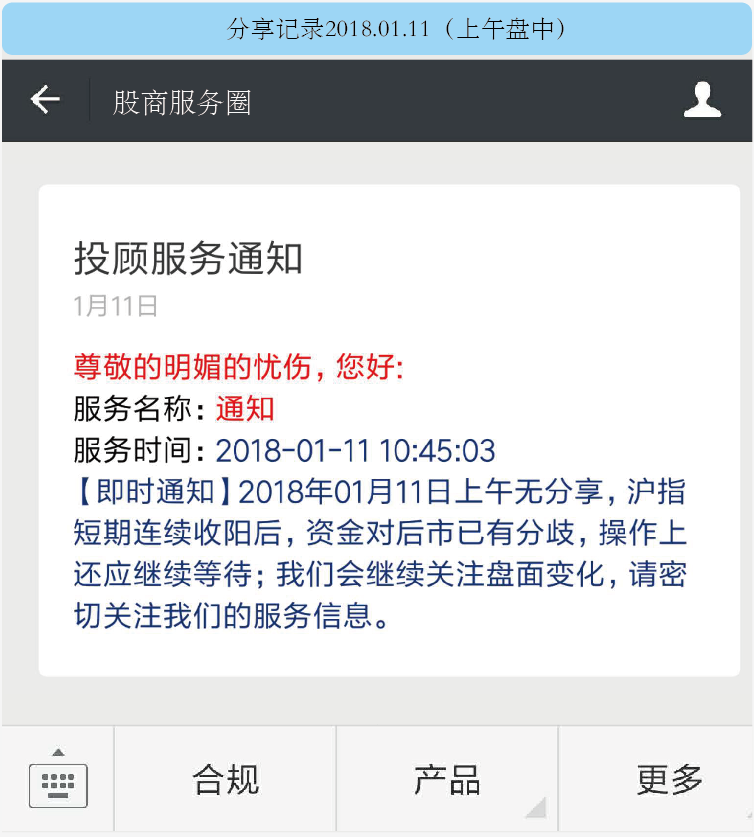 分享记录2018.01.11（上午盘中）
股商服务圈
投顾服务通知
1月11日
尊敬的明媚的忧伤，您好:
服务名称：通知
服务时间：2018-01-11 10:45:03
【即时通知】2018年01月11日上午无分享，沪指
短期连续收阳后，资金对后市已有分歧，操作上
还应继续等待；我们会继续关注盘面变化，请密
切关注我们的服务信息。
合规
产品
更多